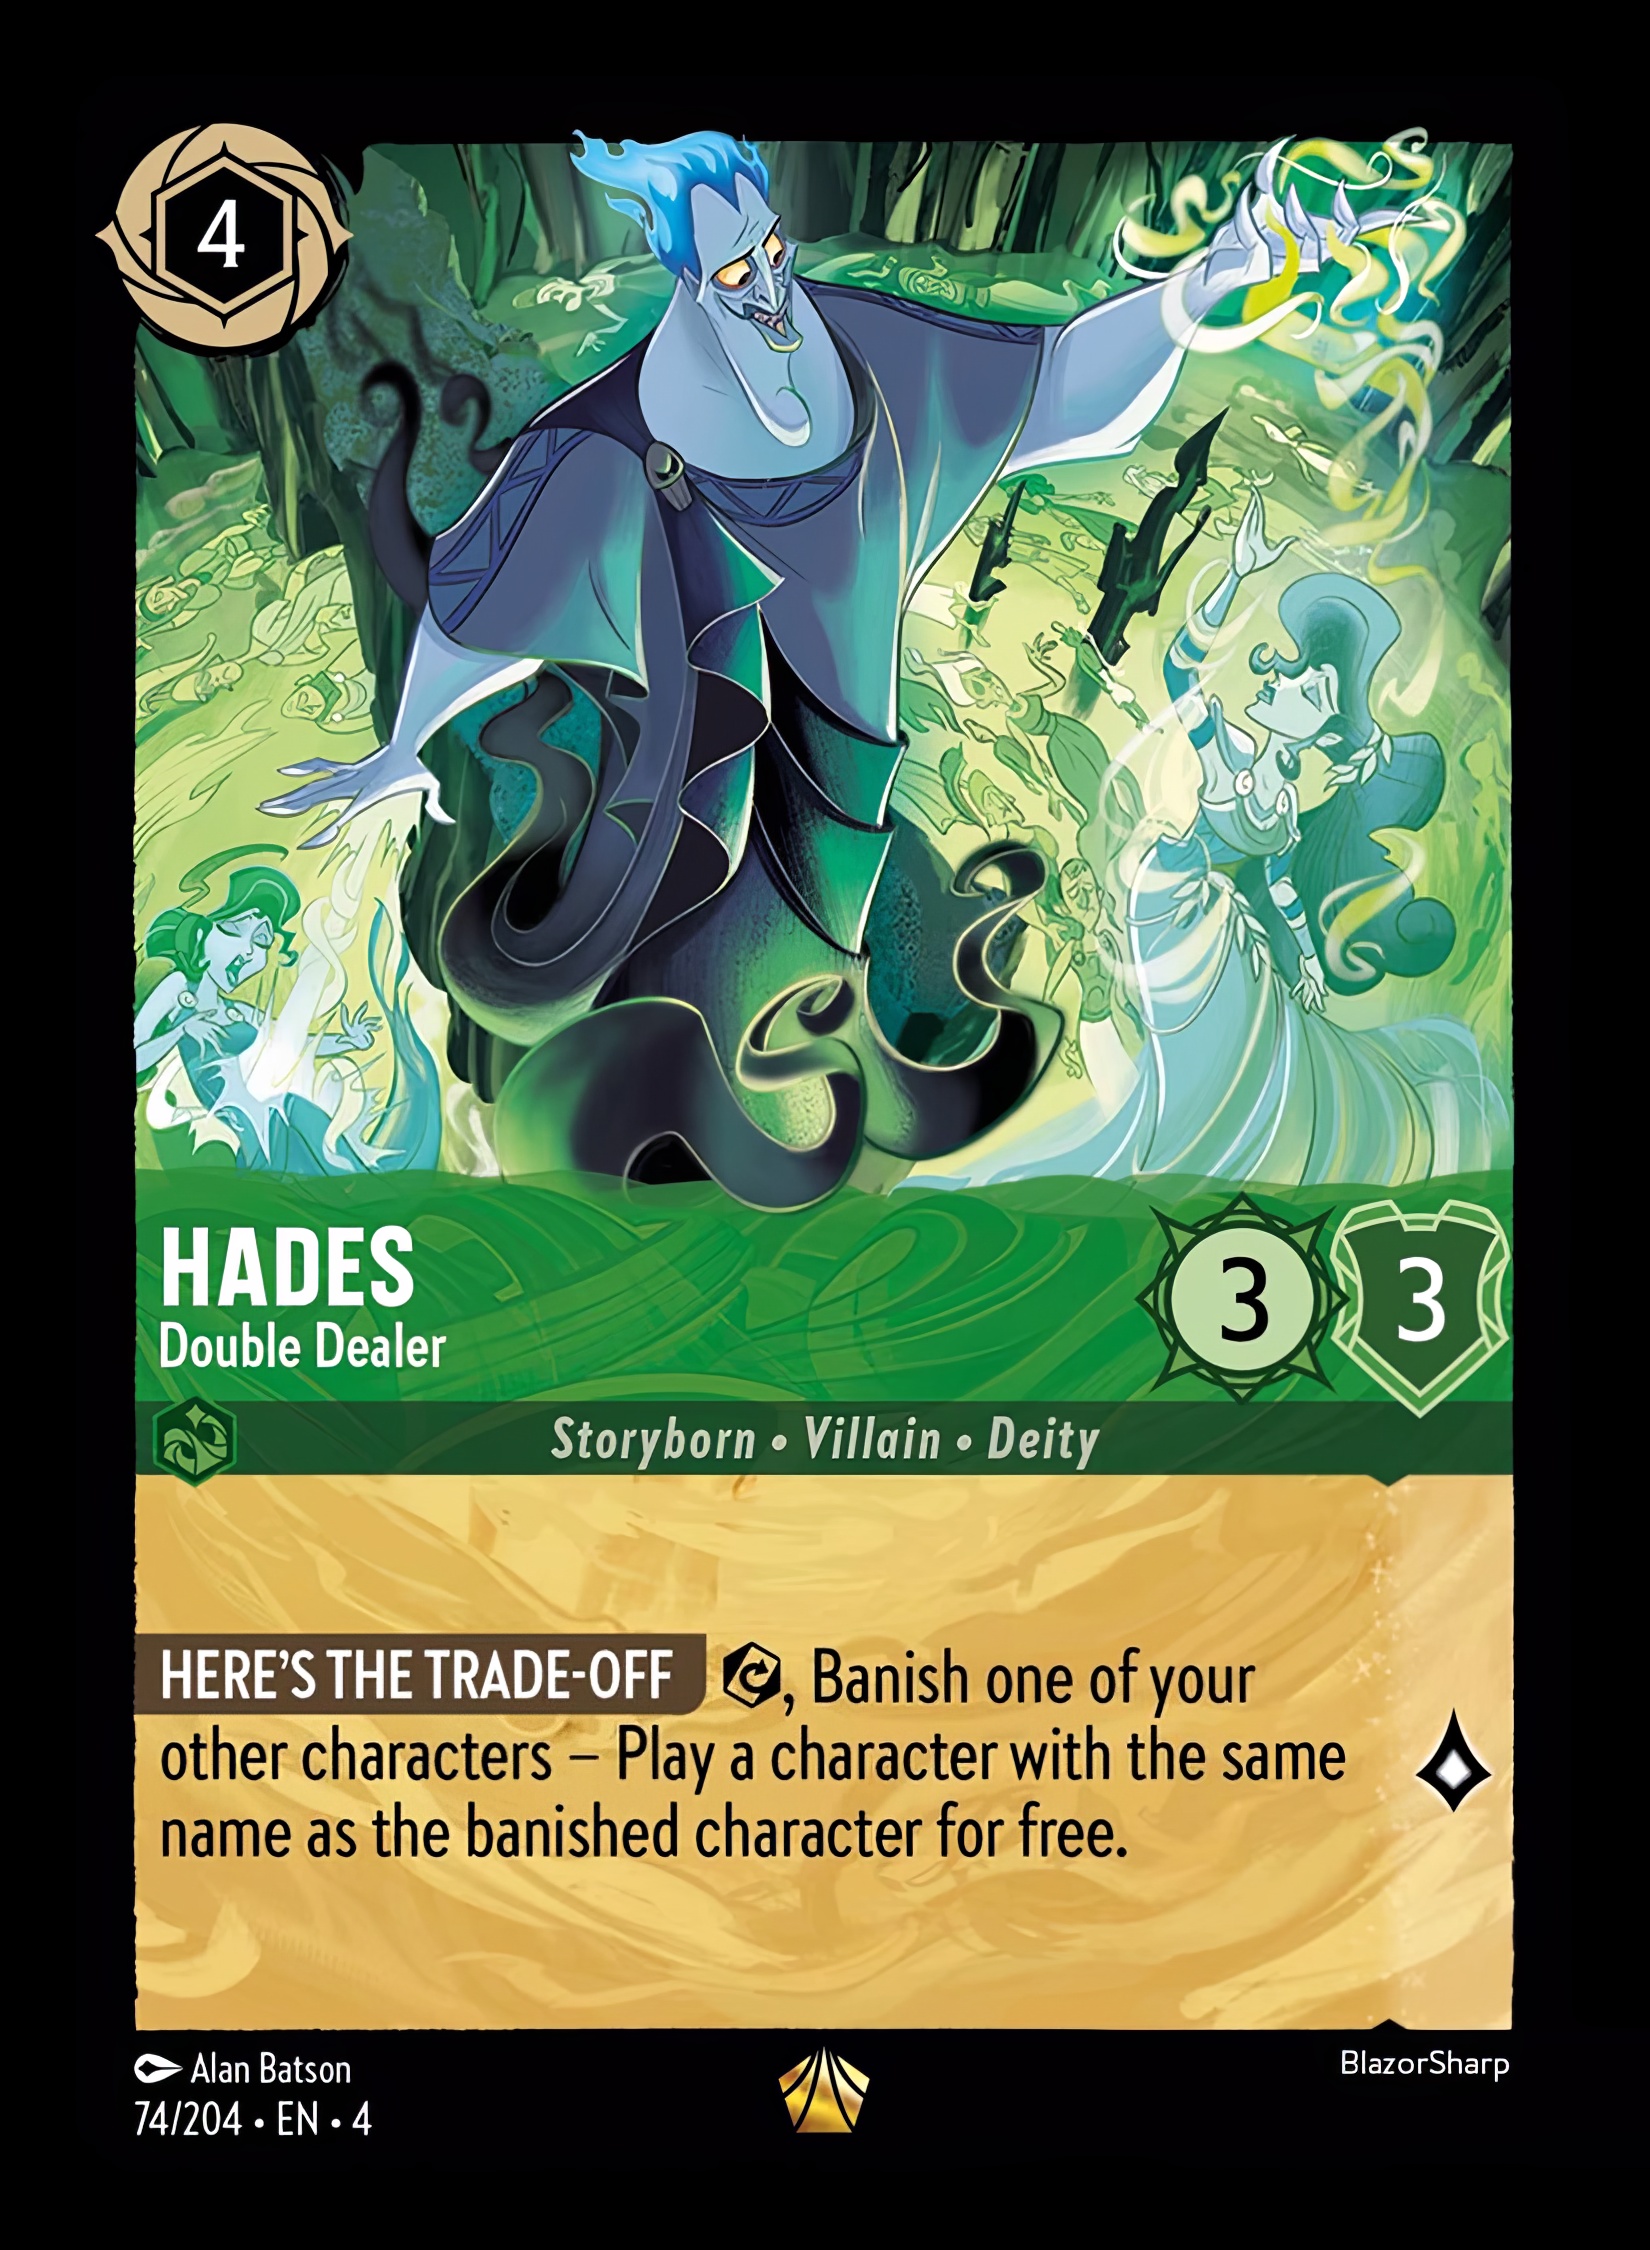 4
HADES
Double Dealer
3 3
Storyborn • Villain • Deity
HERE'S THE TRADE-OFF , Banish one of your
other characters – Play a character with the same
name as the banished character for free.
Alan Batson
BlazorSharp
74/204 • EN • 4